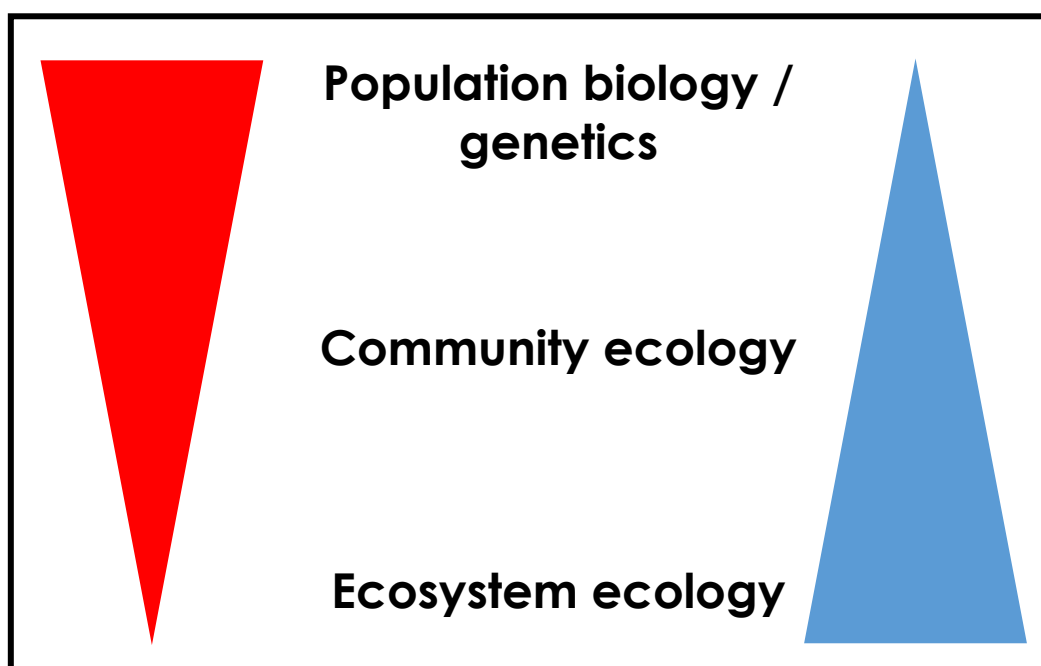 Population biology /
genetics
Community ecology
Ecosystem ecology